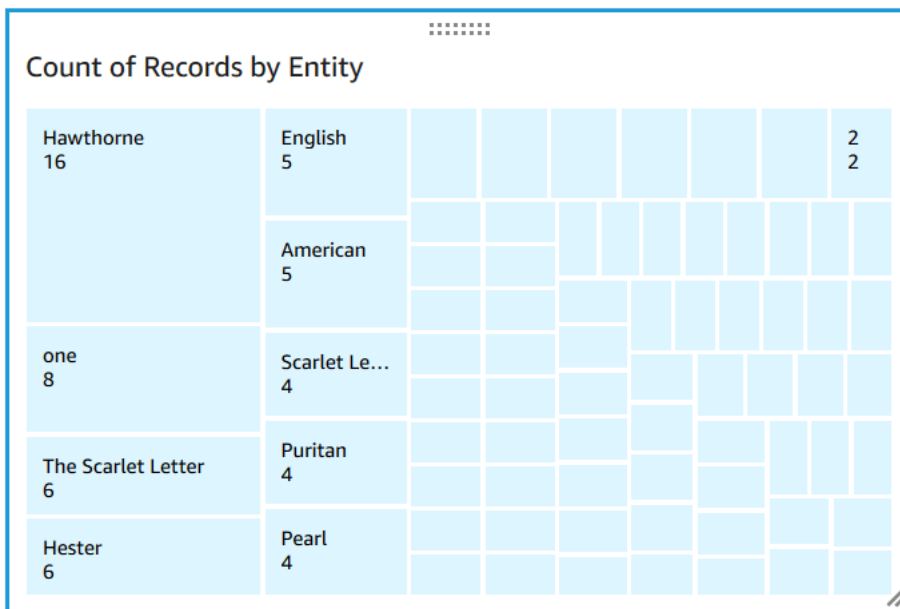 Count of Records by Entity
Hawthorne
16
one
8
The Scarlet Letter
6
Hester
6
English
5
American
5
Scarlet Le...
4
Puritan
4
Pearl
4
2
2